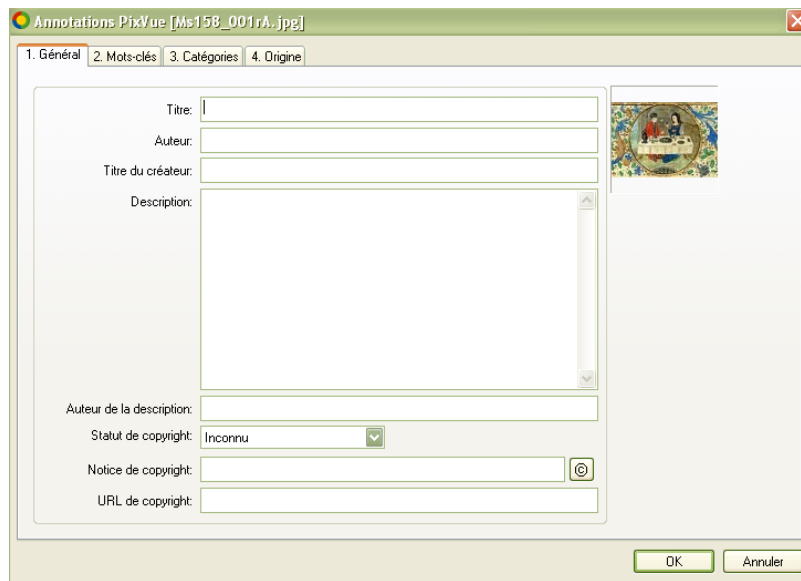 Annotations PixVue [Ms158_001rA.jpg]
1. Général 2. Mots-clés 3. Catégories 4. Origine
Titre:
Auteur:
Titre du créateur:
Description:
Auteur de la description:
Statut de copyright: Inconnu
Notice de copyright: ©
URL de copyright:
OK Annuler